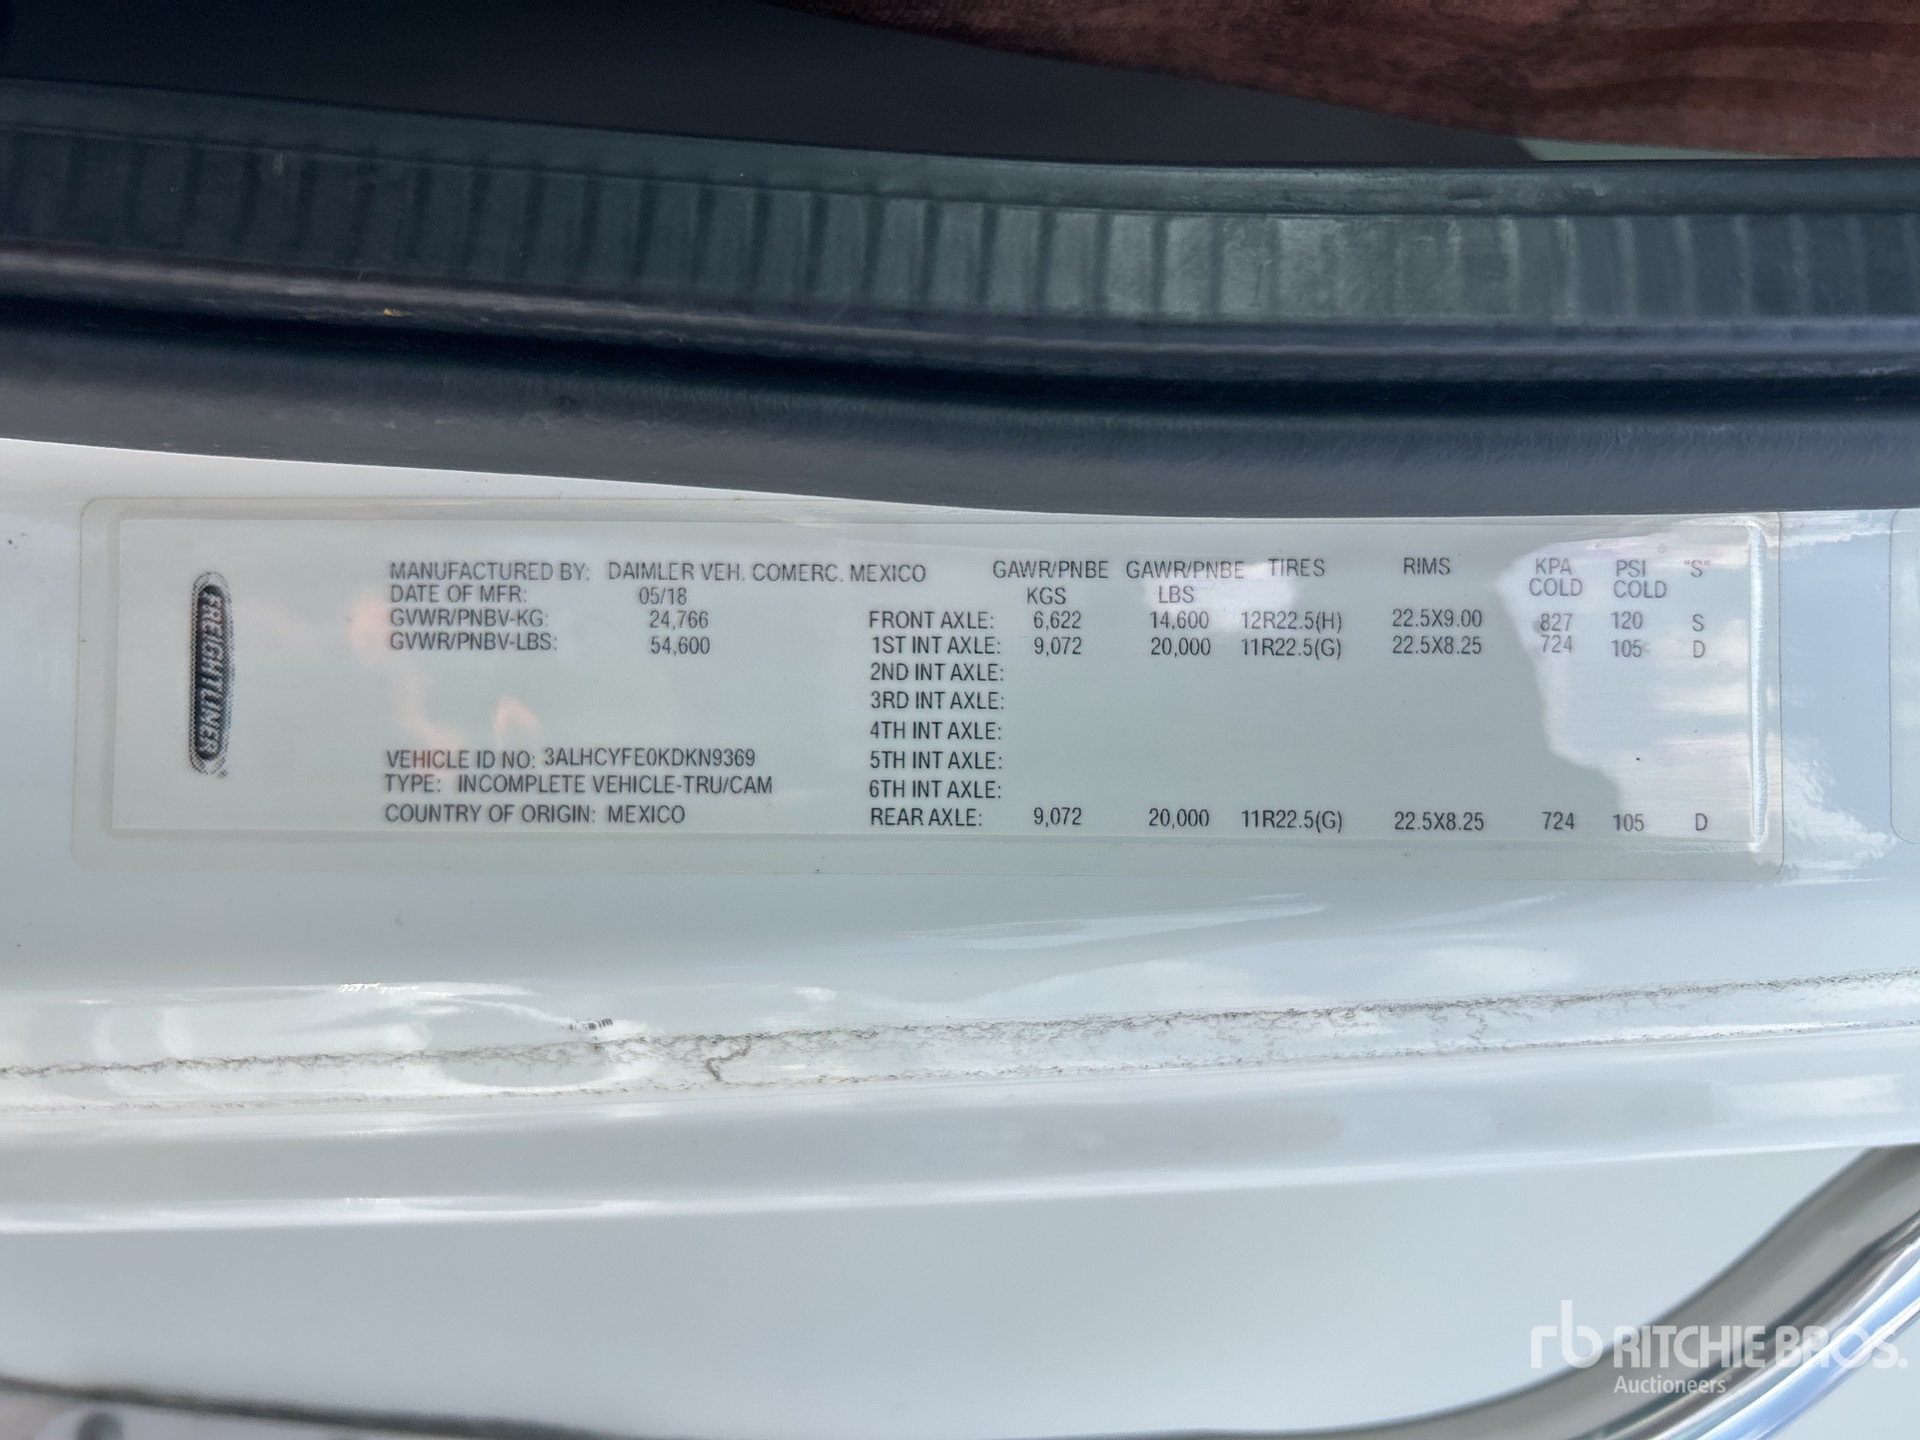 FREIGHTLINER
MANUFACTURED BY: DAIMLER VEH. COMERC. MEXICO
DATE OF MFR: 05/18
GVWR/PNBV-KG: 24,766
GVWR/PNBV-LBS: 54,600
VEHICLE ID NO: 3ALHCYFE0KDKN9369
TYPE: INCOMPLETE VEHICLE-TRU/CAM
COUNTRY OF ORIGIN: MEXICO
GAWR/PNBE GAWR/PNBE TIRES RIMS KPA PSI "S"
KGS LBS COLD COLD
FRONT AXLE: 6,622 14,600 12R22.5(H) 22.5X9.00 827 120 S
1ST INT AXLE: 9,072 20,000 11R22.5(G) 22.5X8.25 724 105 D
2ND INT AXLE:
3RD INT AXLE:
4TH INT AXLE:
5TH INT AXLE:
6TH INT AXLE:
REAR AXLE: 9,072 20,000 11R22.5(G) 22.5X8.25 724 105 D
rb RITCHIE BROS.
Auctioneers